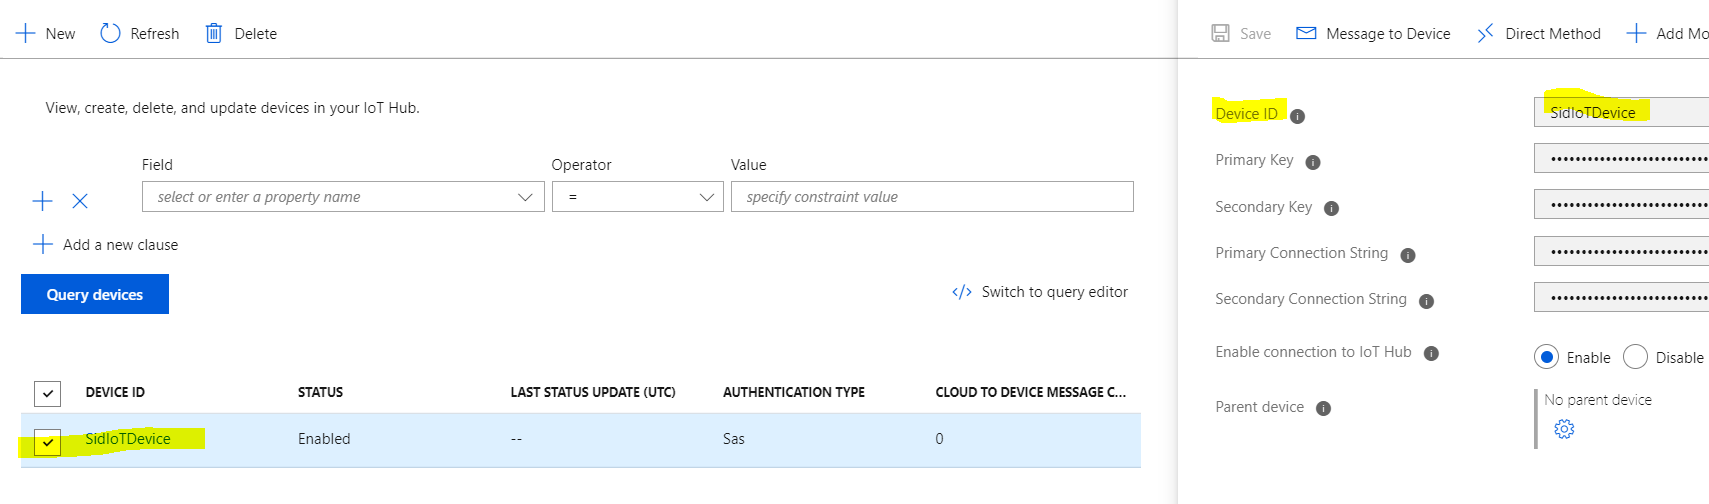 New Refresh Delete
View, create, delete, and update devices in your IoT Hub.
Field Operator Value
select or enter a property name = specify constraint value
Add a new clause
Query devices
</> Switch to query editor
DEVICE ID STATUS LAST STATUS UPDATE (UTC) AUTHENTICATION TYPE CLOUD TO DEVICE MESSAGE C...
SidIoTDevice Enabled -- Sas 0
Save Message to Device Direct Method Add Mo
Device ID SidIoTDevice
Primary Key
Secondary Key
Primary Connection String
Secondary Connection String
Enable connection to IoT Hub Enable Disable
Parent device No parent device